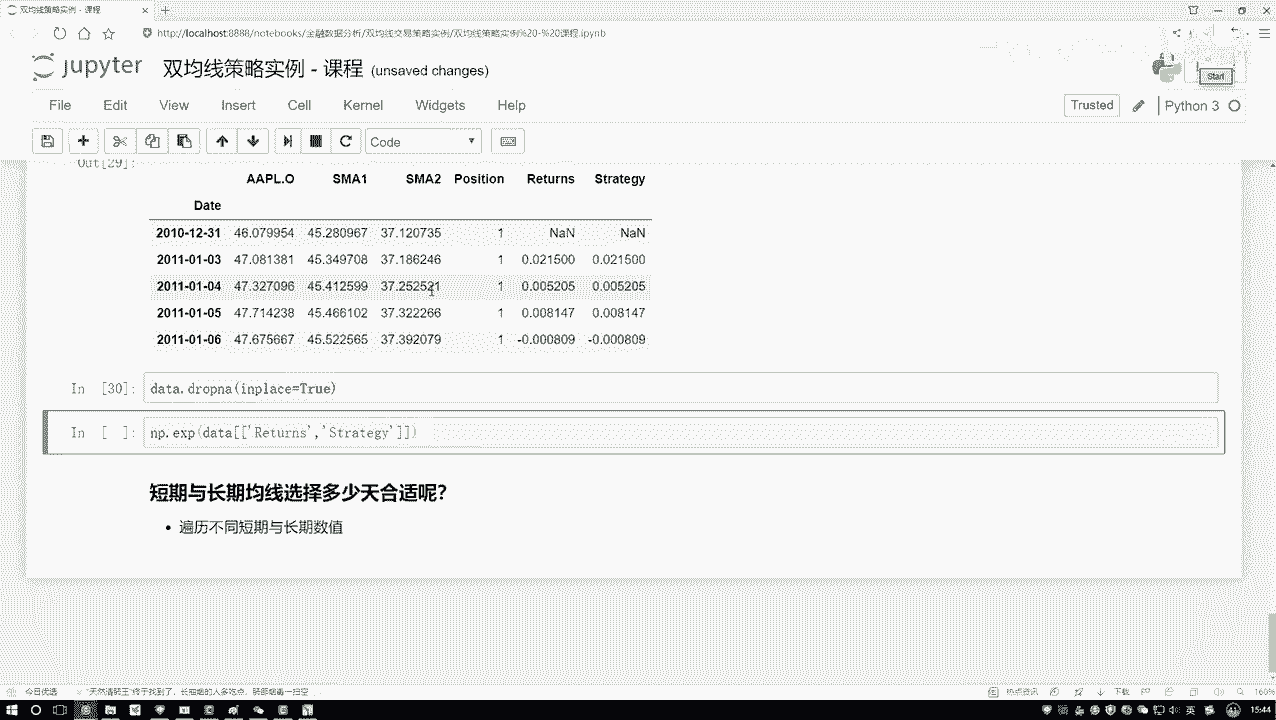 双均线策略实例 - 课程
http://localhost:8888/notebooks/金融数据分析/双均线交易策略实例/双均线策略实例%20-%20课程.ipynb
jupyter 双均线策略实例 - 课程 (unsaved changes)
Start
File Edit View Insert Cell Kernel Widgets Help
Trusted Python 3
Code
Out[29]:
AAPL.O SMA1 SMA2 Position Returns Strategy
Date
2010-12-31 46.079954 45.280967 37.120735 1 NaN NaN
2011-01-03 47.081381 45.349708 37.186246 1 0.021500 0.021500
2011-01-04 47.327096 45.412599 37.252521 1 0.005205 0.005205
2011-01-05 47.714238 45.466102 37.322266 1 0.008147 0.008147
2011-01-06 47.675667 45.522565 37.392079 1 -0.000809 -0.000809
In [30]: data.dropna(inplace=True)
In [ ]: np.exp(data[['Returns','Strategy']])
短期与长期均线选择多少天合适呢?
• 遍历不同短期与长期数值
今日优选
热点资讯 下载 160%
英 15:44